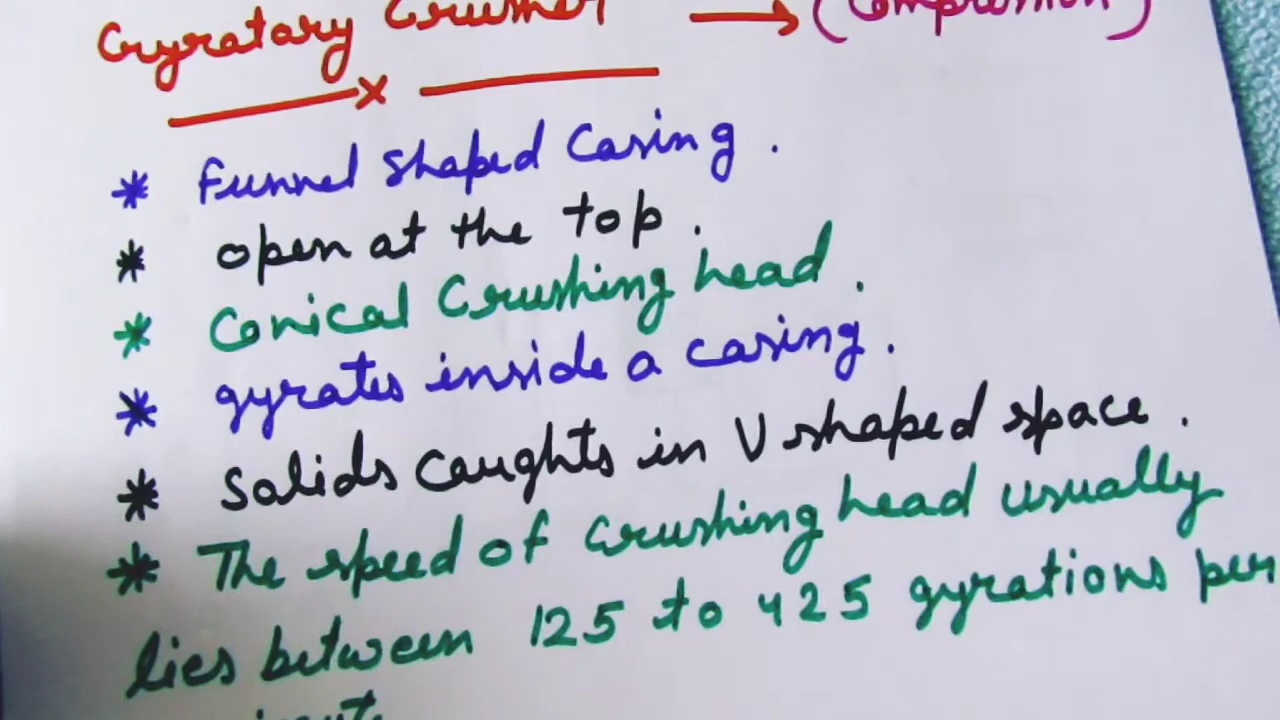 Gyratary Crusher → (Compression)
* Funnel Shaped Casing.
* open at the top.
* Conical Crushing head.
* gyrates inside a casing.
* Solids Caughts in V shaped space.
* The speed of Crushing head usually
lies between 125 to 425 gyrations per